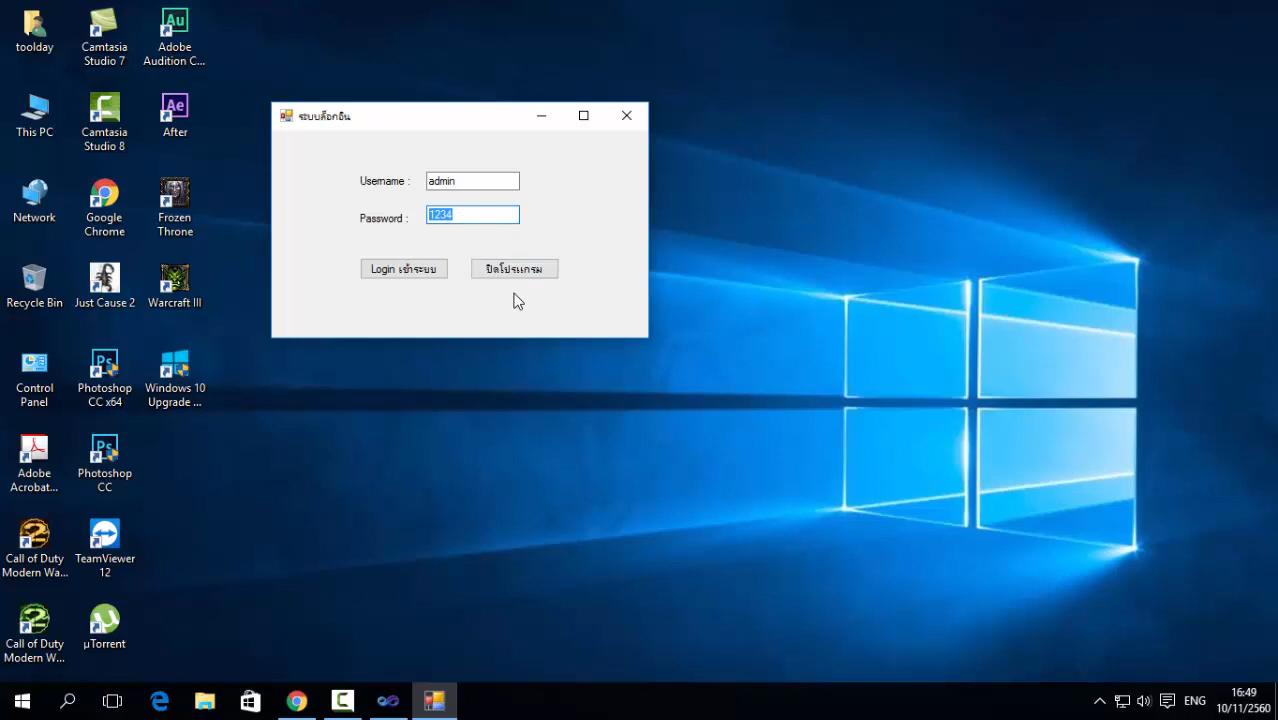 toolday
Camtasia
Studio 7
Adobe
Audition C...
This PC
Camtasia
Studio 8
After
Network
Google
Chrome
Frozen
Throne
Recycle Bin
Just Cause 2
Warcraft III
Control
Panel
Photoshop
CC x64
Windows 10
Upgrade ...
Adobe
Acrobat...
Photoshop
CC
Call of Duty
Modern Wa...
TeamViewer
12
Call of Duty
Modern W...
µTorrent
ระบบล็อกอิน
Username :
admin
Password :
1234
Login เข้าระบบ
ปิดโปรแกรม
ENG
16:49
10/11/2560